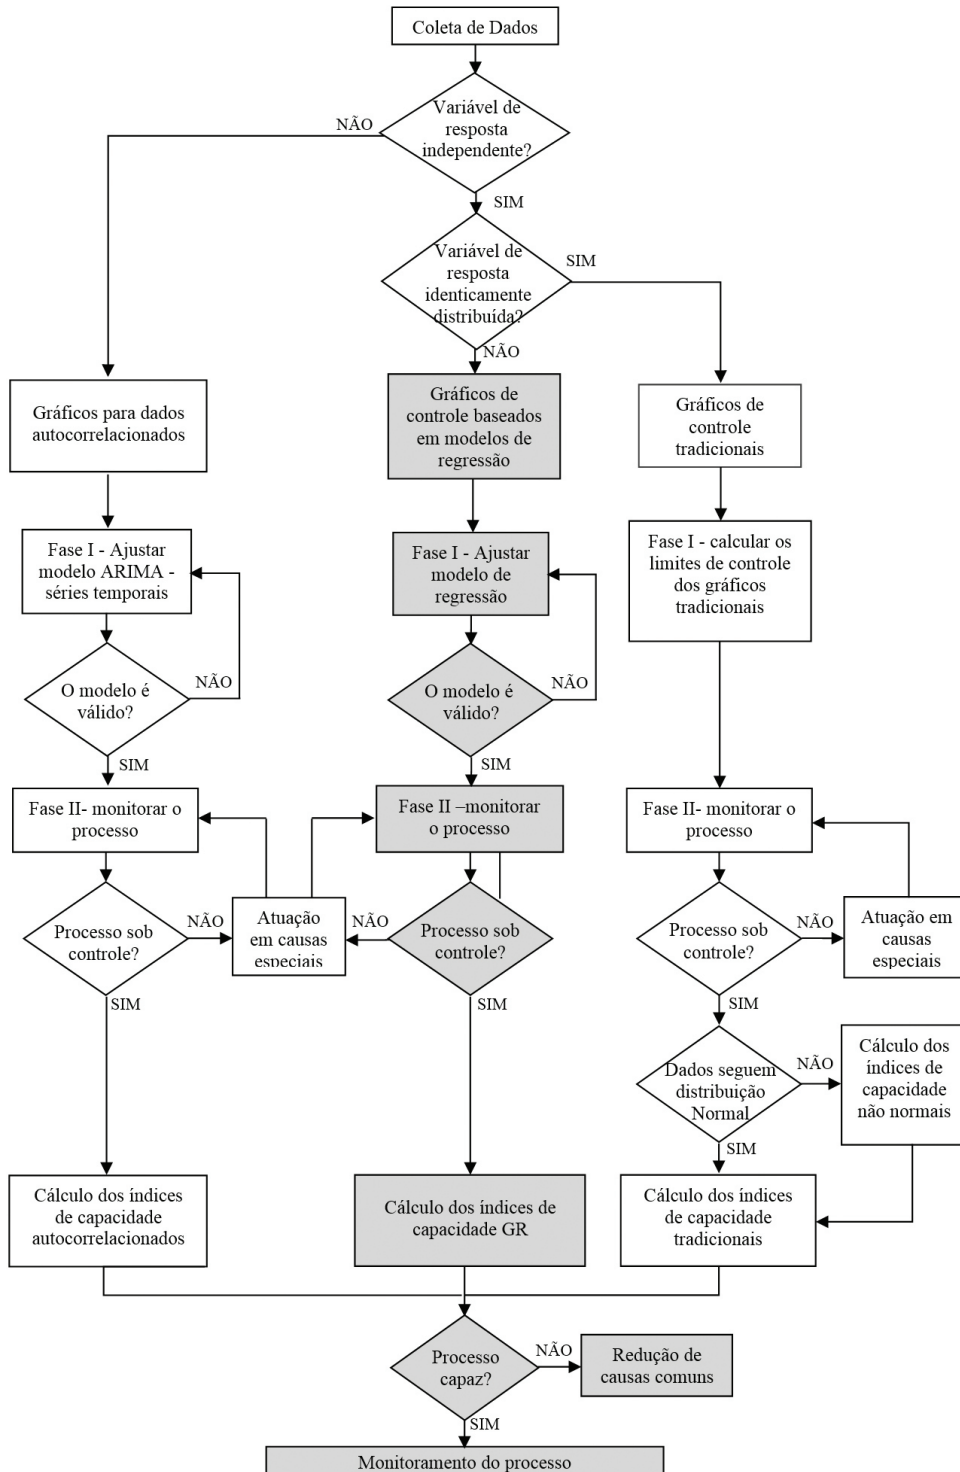 Coleta de Dados
Variável de
resposta
independente?
NÃO
SIM
Variável de
resposta
identicamente
distribuída?
SIM
NÃO
Gráficos para dados
autocorrelacionados
Gráficos de
controle baseados
em modelos de
regressão
Gráficos de
controle
tradicionais
Fase I - Ajustar
modelo ARIMA -
séries temporais
Fase I - Ajustar
modelo de
regressão
Fase I - calcular os
limites de controle
dos gráficos
tradicionais
O modelo é
válido?
NÃO
SIM
O modelo é
válido?
NÃO
SIM
Fase II- monitorar o
processo
Fase II –monitorar
o processo
Fase II- monitorar o
processo
Processo sob
controle?
NÃO
SIM
Atuação
em causas
especiais
NÃO
Processo sob
controle?
SIM
Processo sob
controle?
NÃO
SIM
Atuação em
causas
especiais
Dados seguem
distribuição
Normal
NÃO
SIM
Cálculo dos
índices de
capacidade
não normais
Cálculo dos índices
de capacidade
autocorrelacionados
Cálculo dos índices de
capacidade GR
Cálculo dos índices
de capacidade
tradicionais
Processo
capaz?
NÃO
SIM
Redução de
causas comuns
Monitoramento do processo